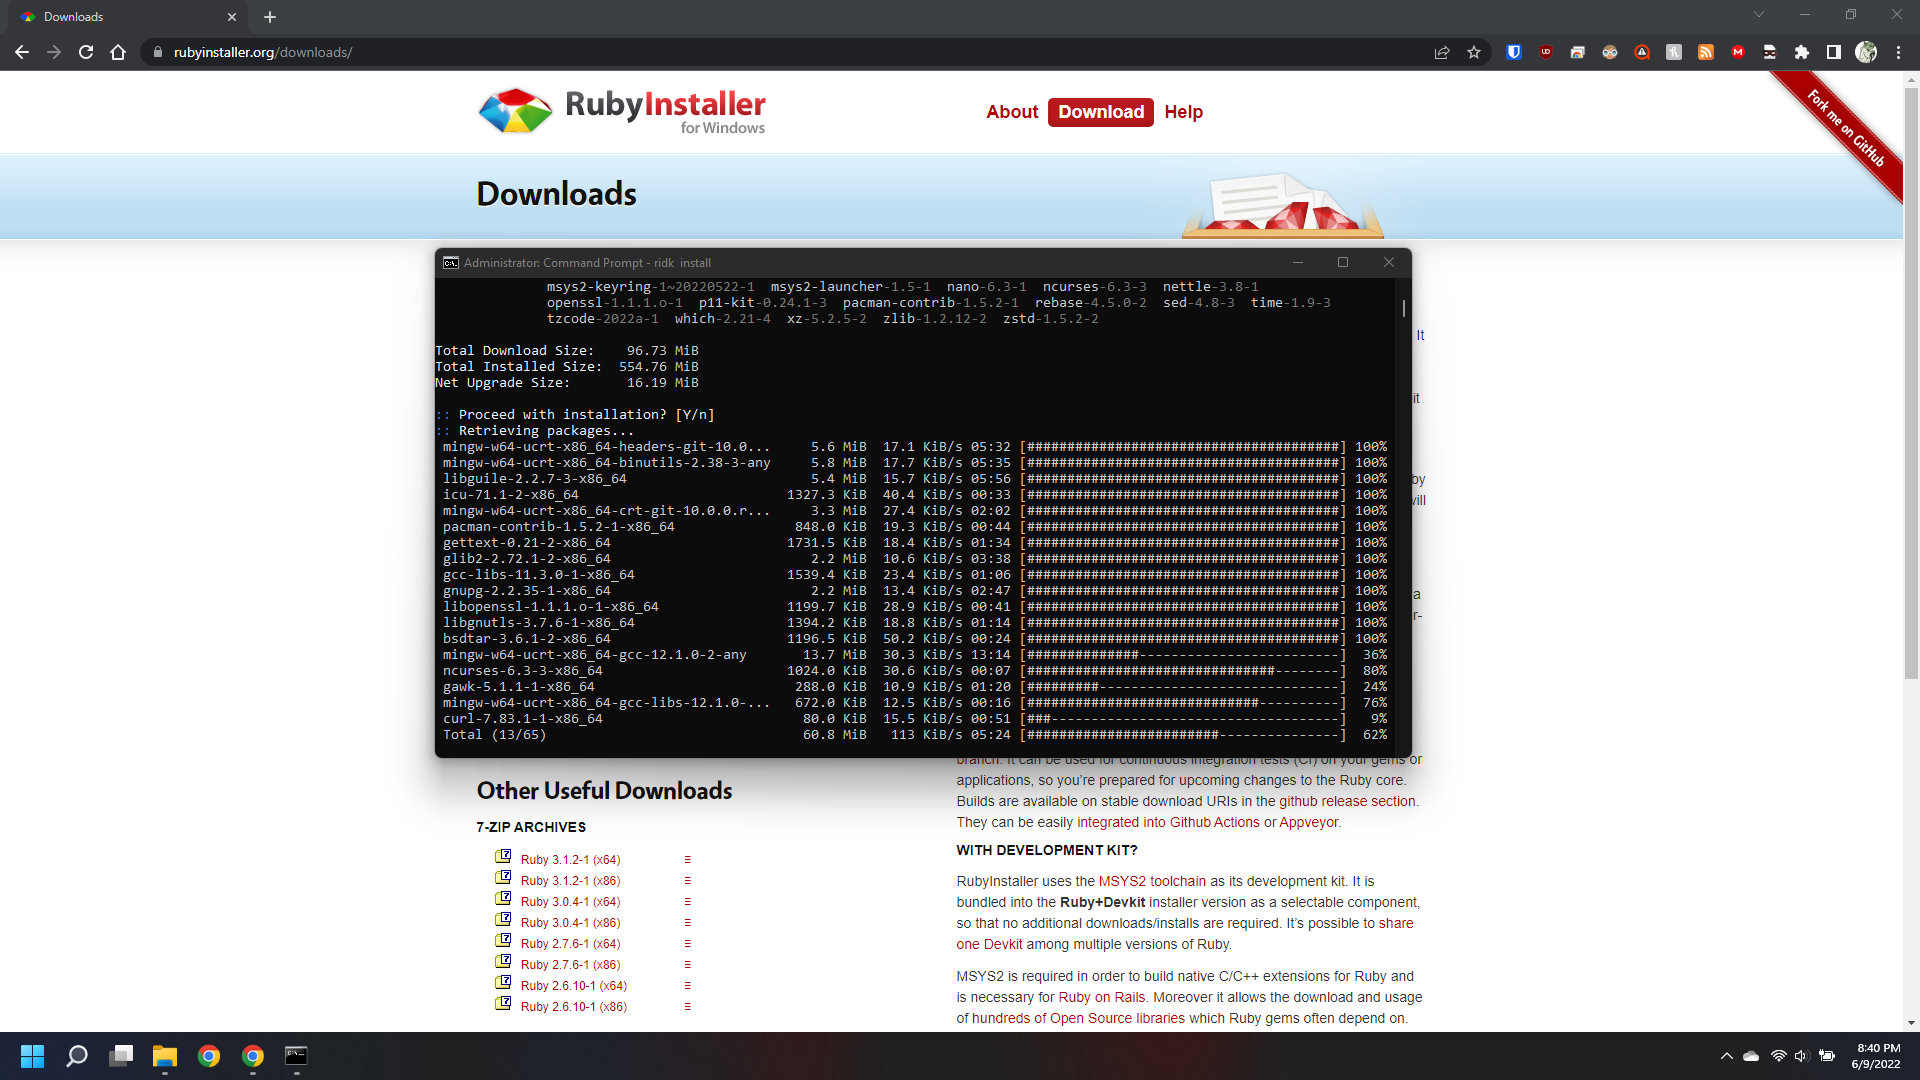 Downloads
rubyinstaller.org/downloads/
RubyInstaller
for Windows
About Download Help
Fork me on GitHub
Downloads
Administrator: Command Prompt - ridk install
msys2-keyring-1~20220522-1 msys2-launcher-1.5-1 nano-6.3-1 ncurses-6.3-3 nettle-3.8-1
openssl-1.1.1.o-1 p11-kit-0.24.1-3 pacman-contrib-1.5.2-1 rebase-4.5.0-2 sed-4.8-3 time-1.9-3
tzcode-2022a-1 which-2.21-4 xz-5.2.5-2 zlib-1.2.12-2 zstd-1.5.2-2
Total Download Size: 96.73 MiB
Total Installed Size: 554.76 MiB
Net Upgrade Size: 16.19 MiB
:: Proceed with installation? [Y/n]
:: Retrieving packages...
mingw-w64-ucrt-x86_64-headers-git-10.0... 5.6 MiB 17.1 KiB/s 05:32 [#######################################] 100%
mingw-w64-ucrt-x86_64-binutils-2.38-3-any 5.8 MiB 17.7 KiB/s 05:35 [#######################################] 100%
libguile-2.2.7-3-x86_64 5.4 MiB 15.7 KiB/s 05:56 [#######################################] 100%
icu-71.1-2-x86_64 1327.3 KiB 40.4 KiB/s 00:33 [#######################################] 100%
mingw-w64-ucrt-x86_64-crt-git-10.0.0.r... 3.3 MiB 27.4 KiB/s 02:02 [#######################################] 100%
pacman-contrib-1.5.2-1-x86_64 848.0 KiB 19.3 KiB/s 00:44 [#######################################] 100%
gettext-0.21-2-x86_64 1731.5 KiB 18.4 KiB/s 01:34 [#######################################] 100%
glib2-2.72.1-2-x86_64 2.2 MiB 10.6 KiB/s 03:38 [#######################################] 100%
gcc-libs-11.3.0-1-x86_64 1539.4 KiB 23.4 KiB/s 01:06 [#######################################] 100%
gnupg-2.2.35-1-x86_64 2.2 MiB 13.4 KiB/s 02:47 [#######################################] 100%
libopenssl-1.1.1.o-1-x86_64 1199.7 KiB 28.9 KiB/s 00:41 [#######################################] 100%
libgnutls-3.7.6-1-x86_64 1394.2 KiB 18.8 KiB/s 01:14 [#######################################] 100%
bsdtar-3.6.1-2-x86_64 1196.5 KiB 50.2 KiB/s 00:24 [#######################################] 100%
mingw-w64-ucrt-x86_64-gcc-12.1.0-2-any 13.7 MiB 30.3 KiB/s 13:14 [##############-------------------------] 36%
ncurses-6.3-3-x86_64 1024.0 KiB 30.6 KiB/s 00:07 [###############################--------] 80%
gawk-5.1.1-1-x86_64 288.0 KiB 10.9 KiB/s 01:20 [#########------------------------------] 24%
mingw-w64-ucrt-x86_64-gcc-libs-12.1.0-... 672.0 KiB 12.5 KiB/s 00:16 [#############################----------] 76%
curl-7.83.1-1-x86_64 80.0 KiB 15.5 KiB/s 00:51 [###------------------------------------] 9%
Total (13/65) 60.8 MiB 113 KiB/s 05:24 [########################---------------] 62%
It
it
by
will
a
r-
branch. It can be used for continuous integration tests (CI) on your gems or
applications, so you're prepared for upcoming changes to the Ruby core.
Builds are available on stable download URIs in the github release section.
They can be easily integrated into Github Actions or Appveyor.
WITH DEVELOPMENT KIT?
RubyInstaller uses the MSYS2 toolchain as its development kit. It is
bundled into the Ruby+Devkit installer version as a selectable component,
so that no additional downloads/installs are required. It's possible to share
one Devkit among multiple versions of Ruby.
MSYS2 is required in order to build native C/C++ extensions for Ruby and
is necessary for Ruby on Rails. Moreover it allows the download and usage
of hundreds of Open Source libraries which Ruby gems often depend on.
Other Useful Downloads
7-ZIP ARCHIVES
Ruby 3.1.2-1 (x64)
Ruby 3.1.2-1 (x86)
Ruby 3.0.4-1 (x64)
Ruby 3.0.4-1 (x86)
Ruby 2.7.6-1 (x64)
Ruby 2.7.6-1 (x86)
Ruby 2.6.10-1 (x64)
Ruby 2.6.10-1 (x86)
8:40 PM
6/9/2022